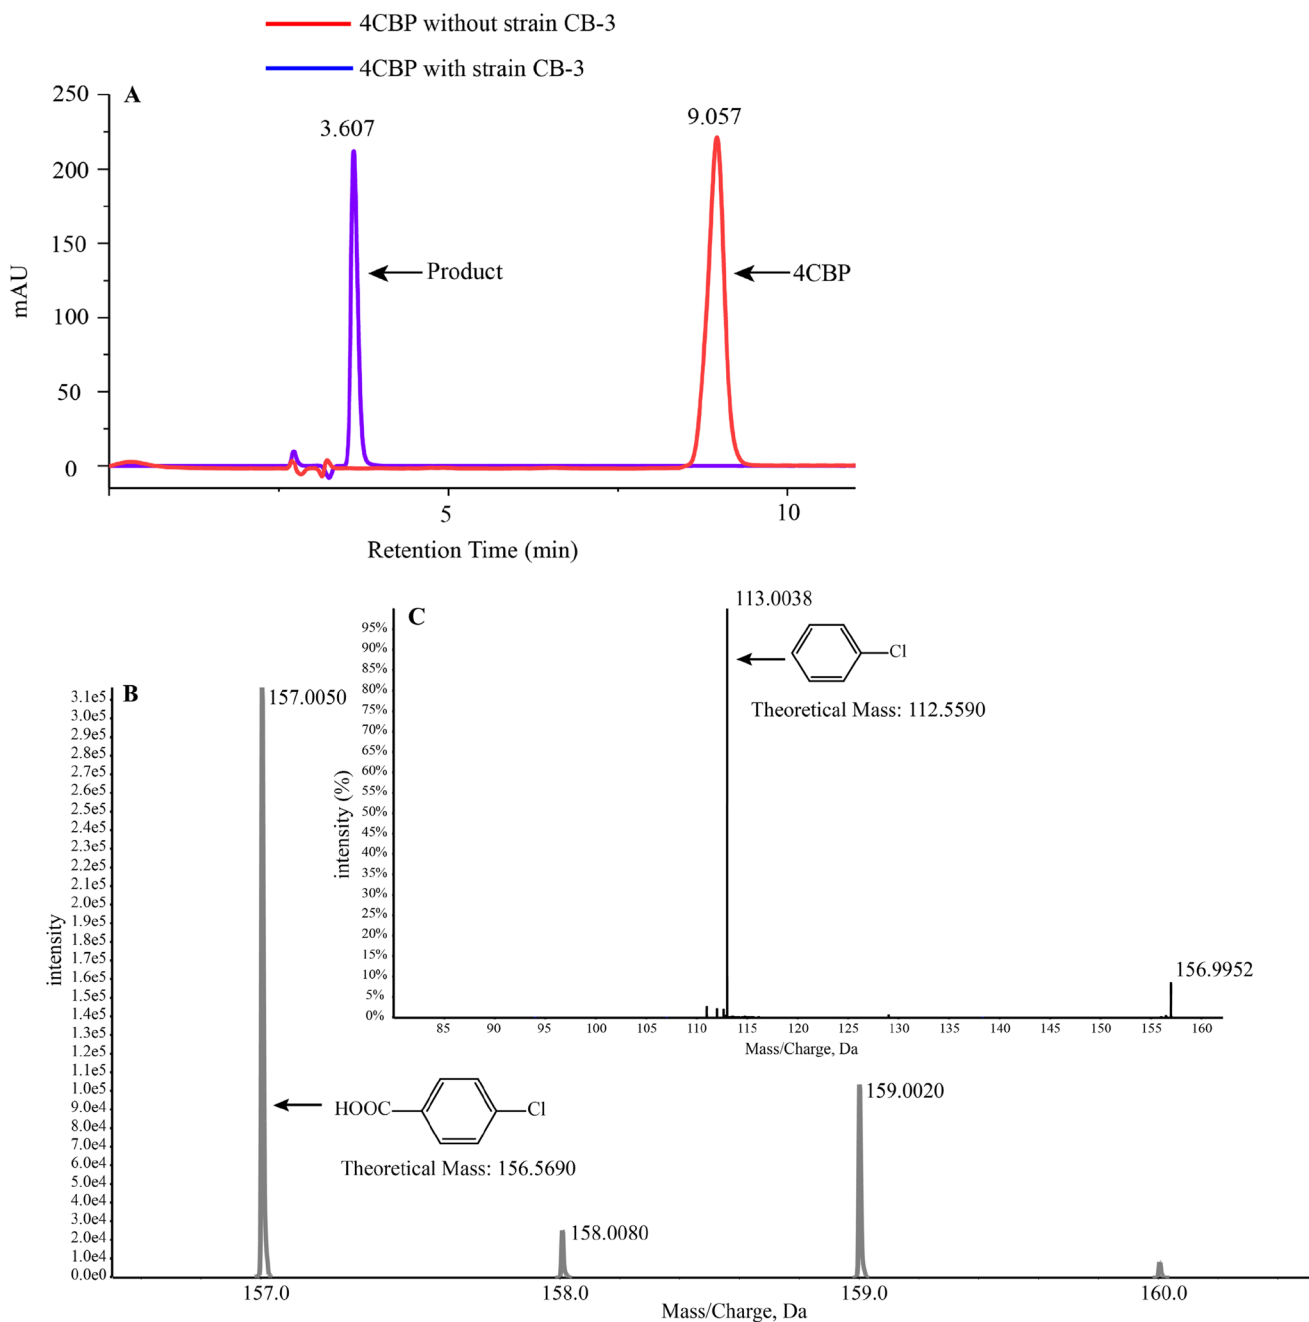 4CBP without strain CB-3
4CBP with strain CB-3
A
250
200
150
100
50
0
mAU
3.607
9.057
Product
4CBP
5
10
Retention Time (min)
C
113.0038
Cl
Theoretical Mass: 112.5590
95%
90%
85%
80%
75%
70%
65%
60%
55%
50%
45%
40%
35%
30%
25%
20%
15%
10%
5%
0%
intensity (%)
156.9952
85
90
95
100
105
110
115
120
125
130
135
140
145
150
155
160
Mass/Charge, Da
B
157.0050
3.1e5
3.0e5
2.9e5
2.8e5
2.7e5
2.6e5
2.5e5
2.4e5
2.3e5
2.2e5
2.1e5
2.0e5
1.9e5
1.8e5
1.7e5
1.6e5
1.5e5
1.4e5
1.3e5
1.2e5
1.1e5
1.0e5
9.0e4
8.0e4
7.0e4
6.0e4
5.0e4
4.0e4
3.0e4
2.0e4
1.0e4
0.0e0
intensity
HOOC
Cl
Theoretical Mass: 156.5690
158.0080
159.0020
157.0
158.0
159.0
160.0
Mass/Charge, Da